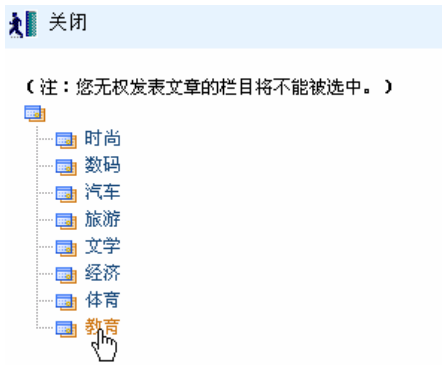 关闭
(注：您无权发表文章的栏目将不能被选中。)
时尚
数码
汽车
旅游
文学
经济
体育
教育